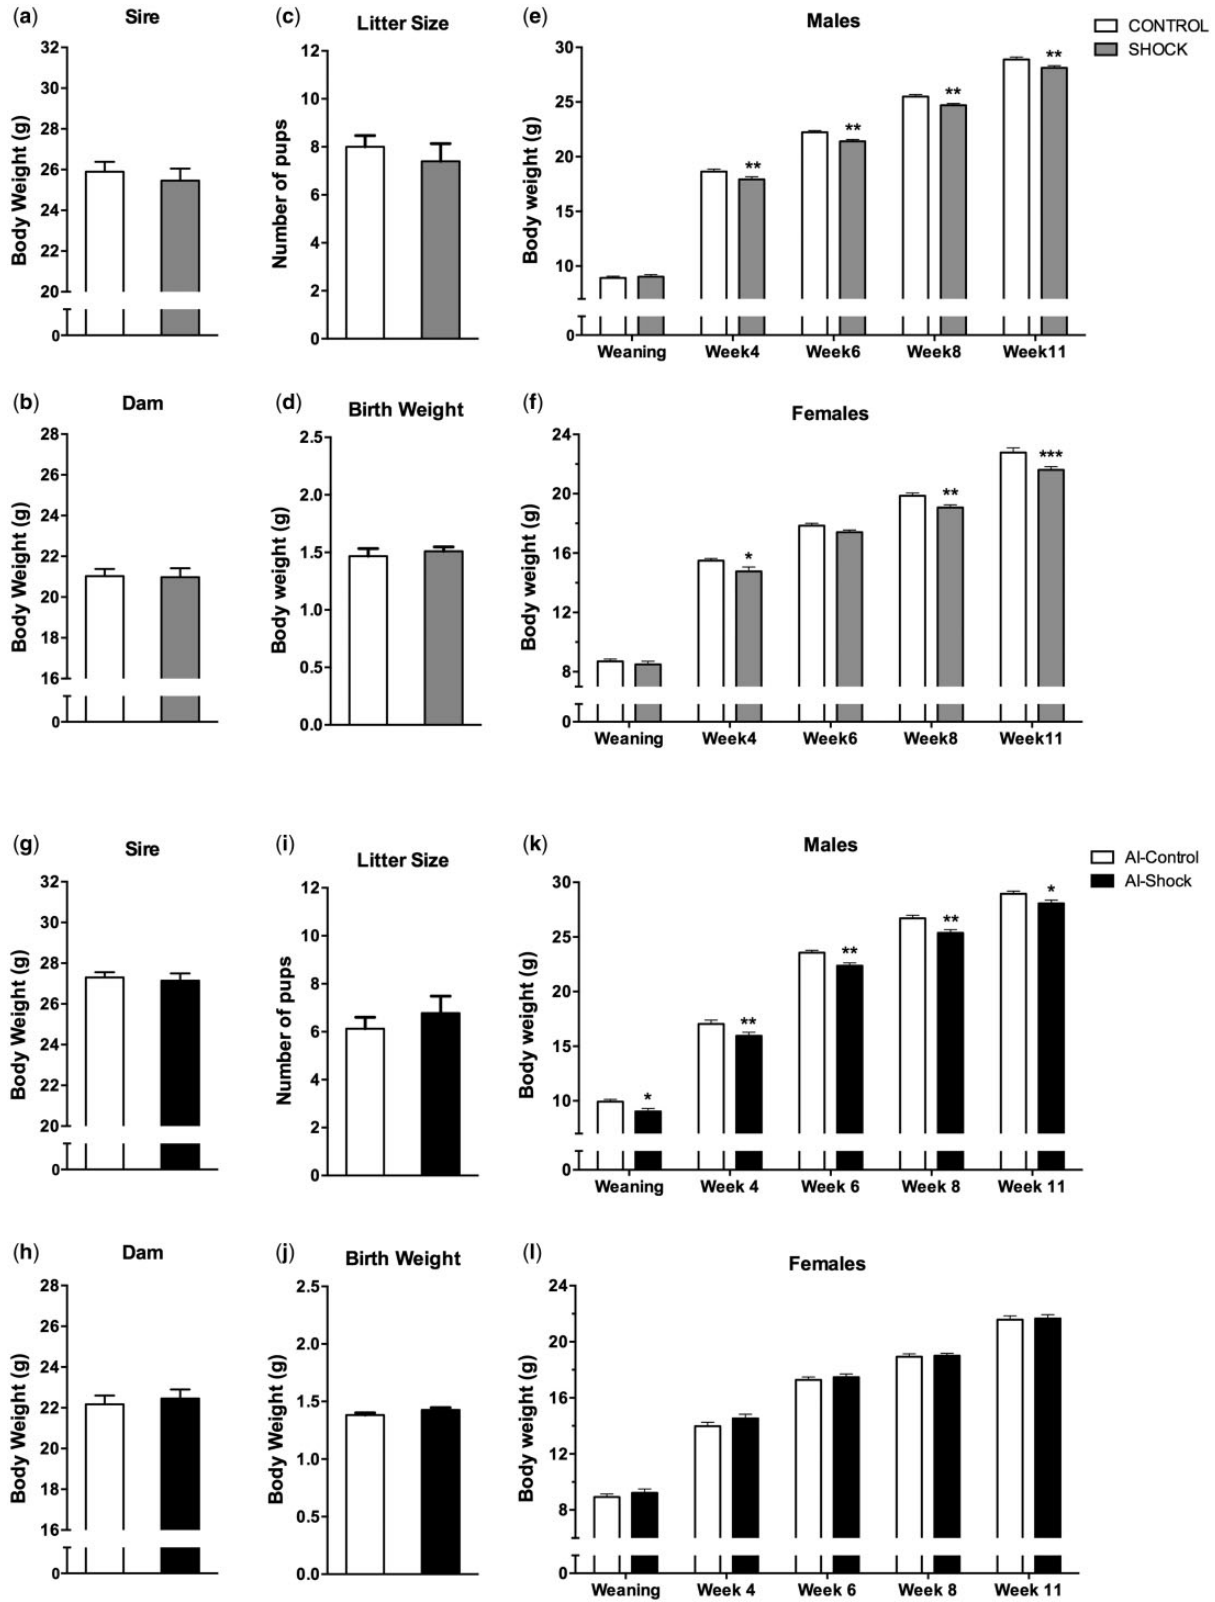 (a)
Sire
Body Weight (g)
32
30
28
26
24
22
20
0
(c)
Litter Size
Number of pups
12
10
8
6
4
2
0
(e)
Males
CONTROL
SHOCK
Body weight (g)
30
25
20
15
10
0
**
**
**
**
Weaning
Week4
Week6
Week8
Week11
(b)
Dam
Body Weight (g)
28
26
24
22
20
18
16
0
(d)
Birth Weight
Body weight (g)
2.5
2.0
1.5
1.0
0.5
0.0
(f)
Females
Body weight (g)
24
20
16
12
8
0
*
**
***
Weaning
Week4
Week6
Week8
Week11
(g)
Sire
Body Weight (g)
32
30
28
26
24
22
20
0
(i)
Litter Size
Number of pups
12
10
8
6
4
2
0
(k)
Males
AI-Control
AI-Shock
Body weight (g)
30
25
20
15
10
0
*
**
**
**
*
Weaning
Week 4
Week 6
Week 8
Week 11
(h)
Dam
Body Weight (g)
28
26
24
22
20
18
16
0
(j)
Birth Weight
Body Weight (g)
2.5
2.0
1.5
1.0
0.5
0.0
(l)
Females
Body weight (g)
24
20
16
12
8
0
Weaning
Week 4
Week 6
Week 8
Week 11